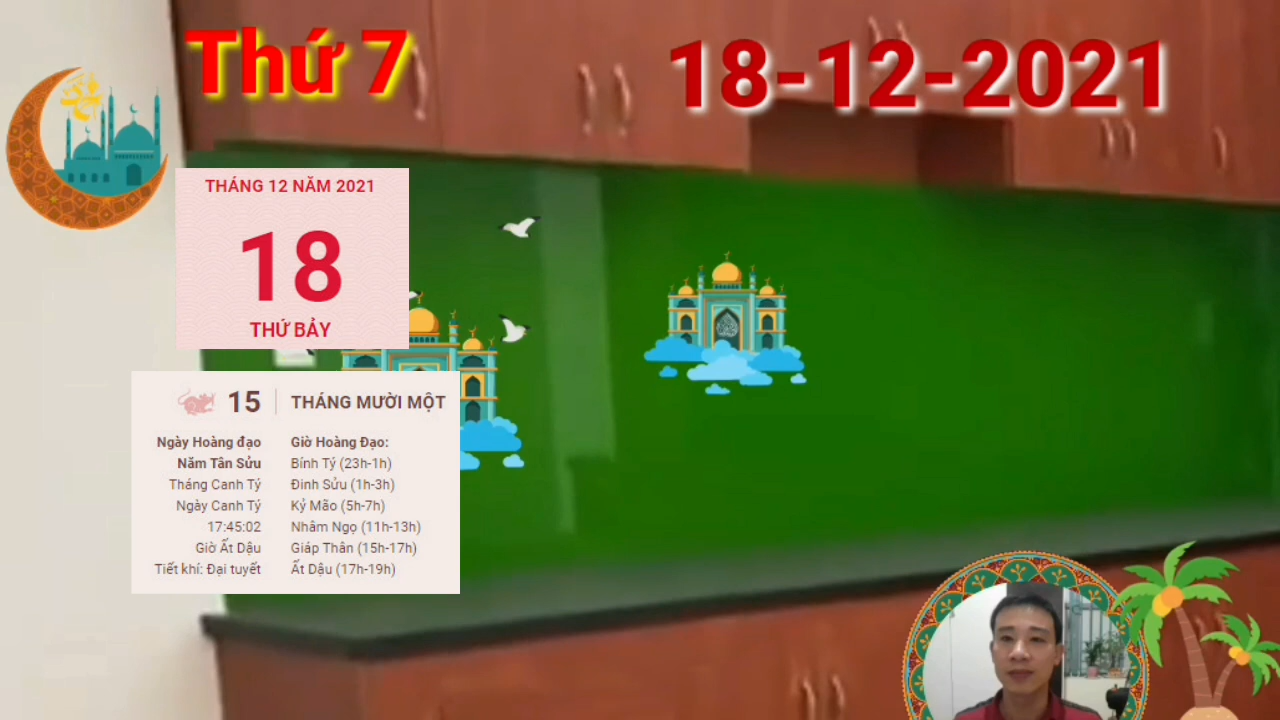 Thứ 7
18-12-2021
THÁNG 12 NĂM 2021
18
THỨ BẢY
15
THÁNG MƯỜI MỘT
Ngày Hoàng đạo
Năm Tân Sửu
Tháng Canh Tý
Ngày Canh Tý
17:45:02
Giờ Ất Dậu
Tiết khí: Đại tuyết
Giờ Hoàng Đạo:
Bính Tý (23h-1h)
Đinh Sửu (1h-3h)
Kỷ Mão (5h-7h)
Nhâm Ngọ (11h-13h)
Giáp Thân (15h-17h)
Ất Dậu (17h-19h)